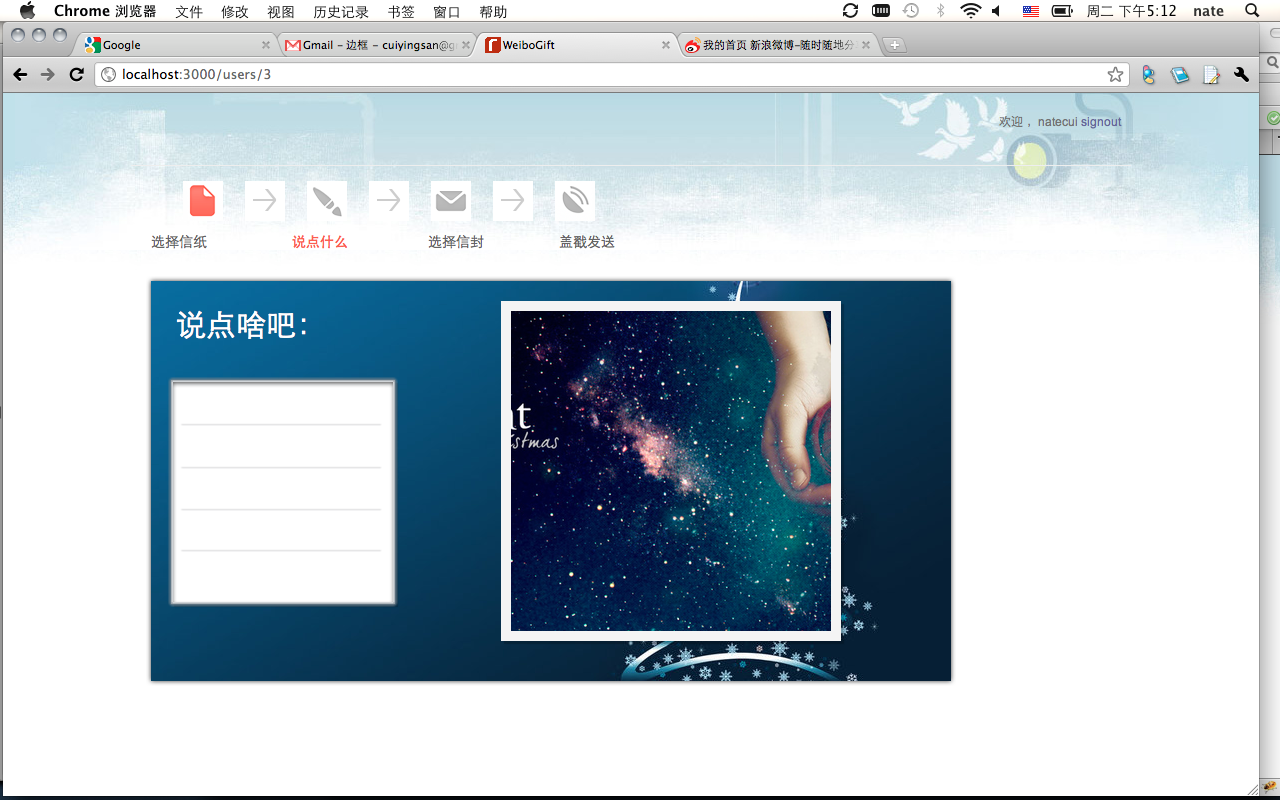 Chrome 浏览器 文件 修改 视图 历史记录 书签 窗口 帮助 周二 下午5:12 nate
Google Gmail - 边框 - cuiyingsan@g WeiboGift 我的首页 新浪微博-随时随地分
localhost:3000/users/3
欢迎， natecui signout
选择信纸 说点什么 选择信封 盖戳发送
说点啥吧：
istmas